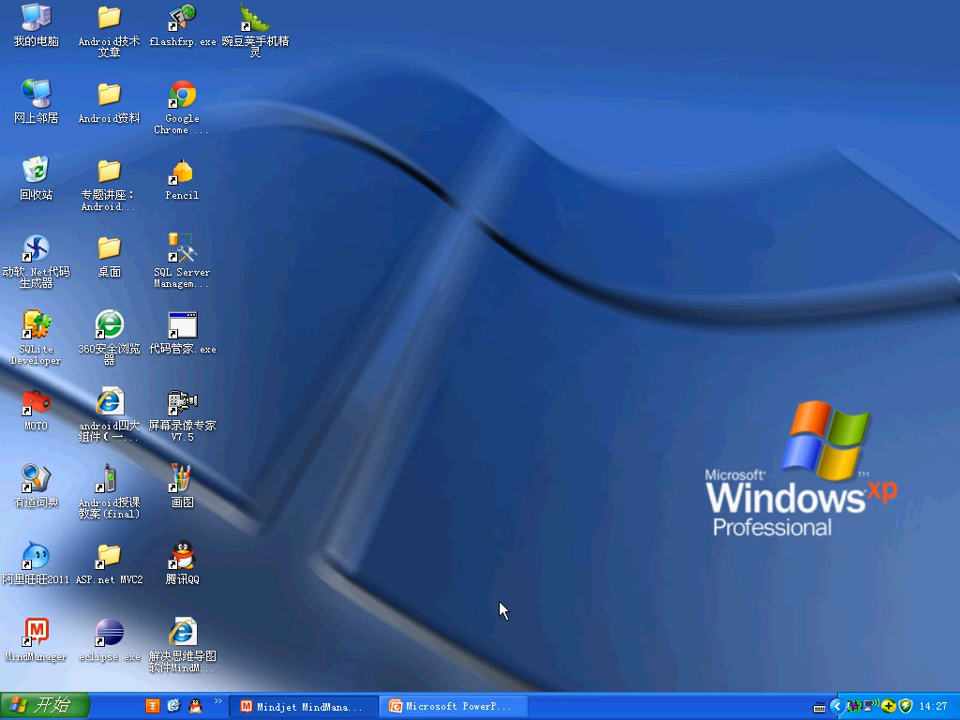 我的电脑
Android技术
文章
flashfxp.exe
豌豆荚手机精
灵
网上邻居
Android资料
Google
Chrome ...
回收站
专题讲座：
Android...
Pencil
动软.Net代码
生成器
桌面
SQL Server
Managem...
SQLite
Developer
360安全浏览
器
代码管家.exe
MOTO
android四大
组件（一...
屏幕录像专家
V7.5
有道词典
Android授课
教案(final)
画图
阿里旺旺2011
ASP.net MVC2
腾讯QQ
MindManager
eclipse.exe
解决思维导图
软件MindM...
Microsoft
Windows xp
Professional
TM
开始
Mindjet MindMana...
Microsoft PowerP...
14:27